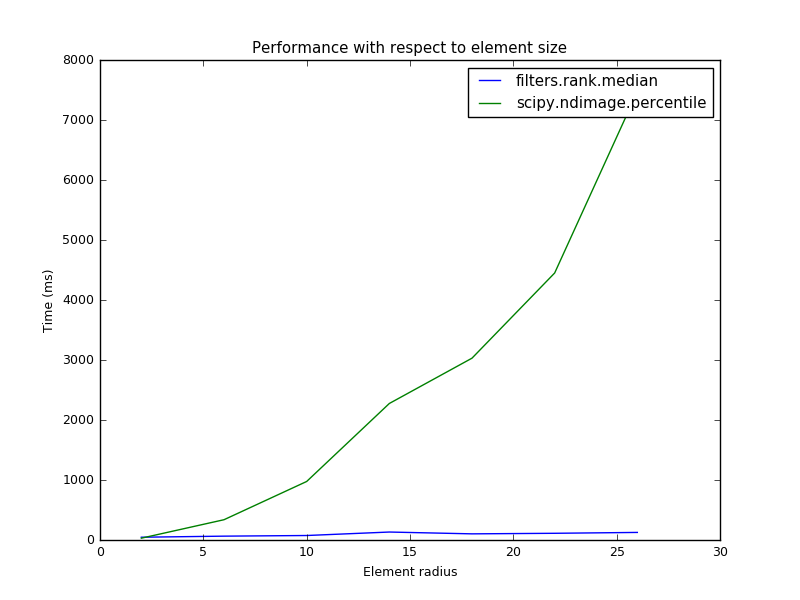 Performance with respect to element size
filters.rank.median
scipy.ndimage.percentile
8000
7000
6000
5000
4000
3000
2000
1000
0
Time (ms)
0 5 10 15 20 25 30
Element radius